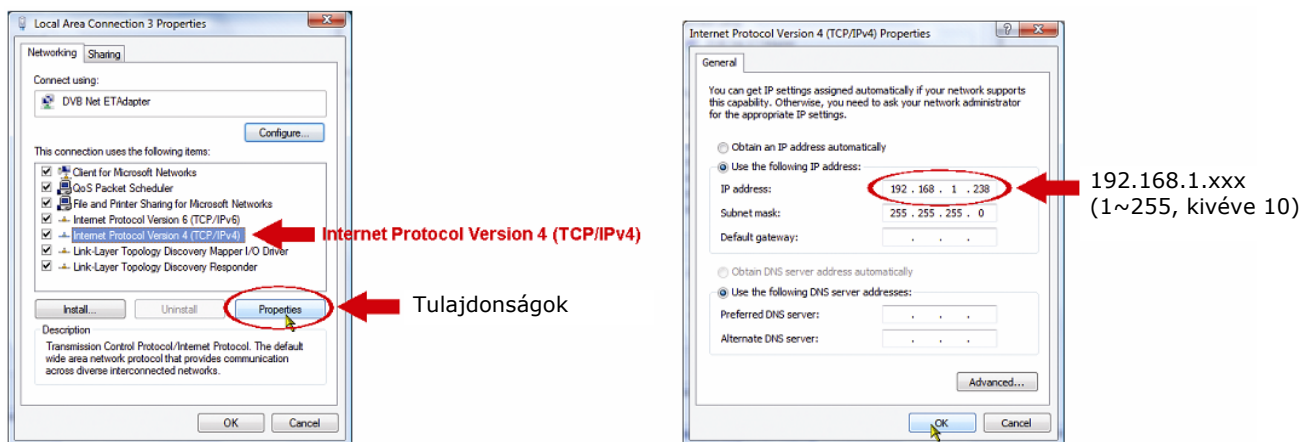 Local Area Connection 3 Properties
Networking
Sharing
Connect using:
DVB Net ETAdapter
Configure...
This connection uses the following items:
Client for Microsoft Networks
QoS Packet Scheduler
File and Printer Sharing for Microsoft Networks
Internet Protocol Version 6 (TCP/IPv6)
Internet Protocol Version 4 (TCP/IPv4)
Link-Layer Topology Discovery Mapper I/O Driver
Link-Layer Topology Discovery Responder
Internet Protocol Version 4 (TCP/IPv4)
Install...
Uninstall
Properties
Tulajdonságok
Description
Transmission Control Protocol/Internet Protocol. The default
wide area network protocol that provides communication
across diverse interconnected networks.
OK
Cancel
Internet Protocol Version 4 (TCP/IPv4) Properties
General
You can get IP settings assigned automatically if your network supports
this capability. Otherwise, you need to ask your network administrator
for the appropriate IP settings.
Obtain an IP address automatically
Use the following IP address:
IP address:
192 . 168 . 1 . 238
Subnet mask:
255 . 255 . 255 . 0
Default gateway:
. . .
192.168.1.xxx
(1~255, kivéve 10)
Obtain DNS server address automatically
Use the following DNS server addresses:
Preferred DNS server:
. . .
Alternate DNS server:
. . .
Advanced...
OK
Cancel